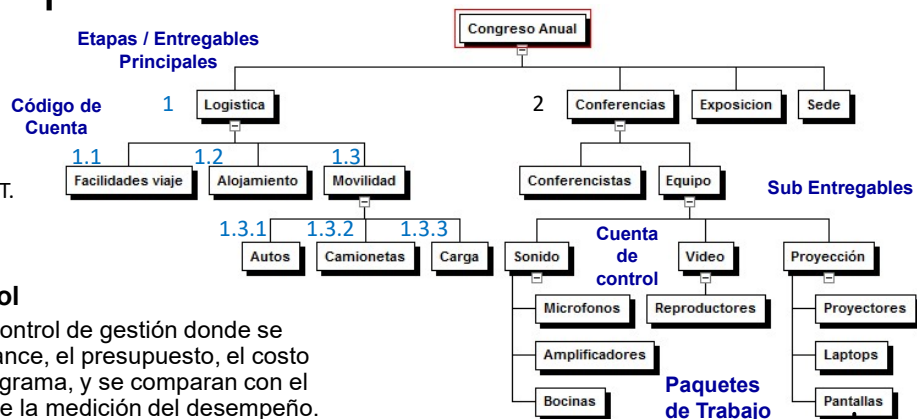 Congreso Anual
Etapas / Entregables
Principales
Código de
Cuenta
1
Logistica
2
Conferencias
Exposicion
Sede
1.1
1.2
1.3
Facilidades viaje
Alojamiento
Movilidad
Conferencistas
Equipo
Sub Entregables
T.
1.3.1
1.3.2
1.3.3
Autos
Camionetas
Carga
Sonido
Cuenta
de
control
Video
Proyección
ol
ontrol de gestión donde se
ance, el presupuesto, el costo
ograma, y se comparan con el
e la medición del desempeño.
Microfonos
Reproductores
Proyectores
Amplificadores
Laptops
Bocinas
Paquetes
de Trabajo
Pantallas